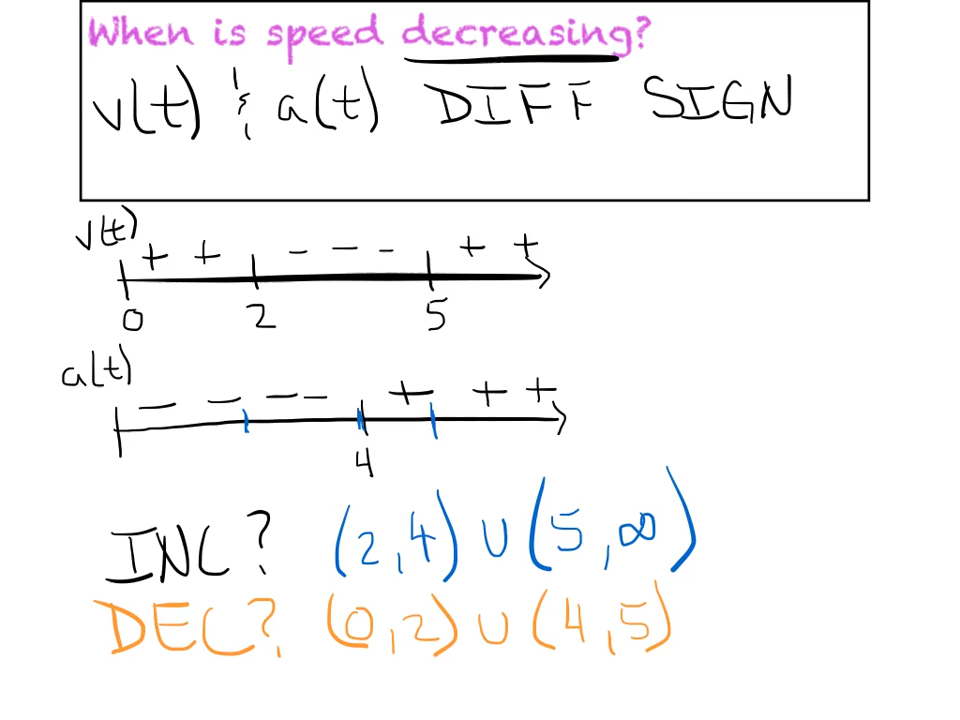 When is speed decreasing?
v(t) & a(t) DIFF SIGN
v(t)
+ + - - - + +
0 2 5
a(t)
- - - - + + +
4
INC? (2,4) ∪ (5,∞)
DEC? (0,2) ∪ (4,5)